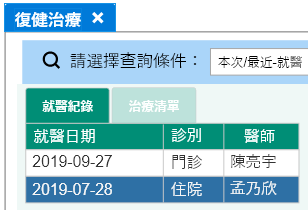 復健治療 ×
請選擇查詢條件： 本次/最近-就醫
就醫紀錄 治療清單
就醫日期 診別 醫師
2019-09-27 門診 陳亮宇
2019-07-28 住院 孟乃欣